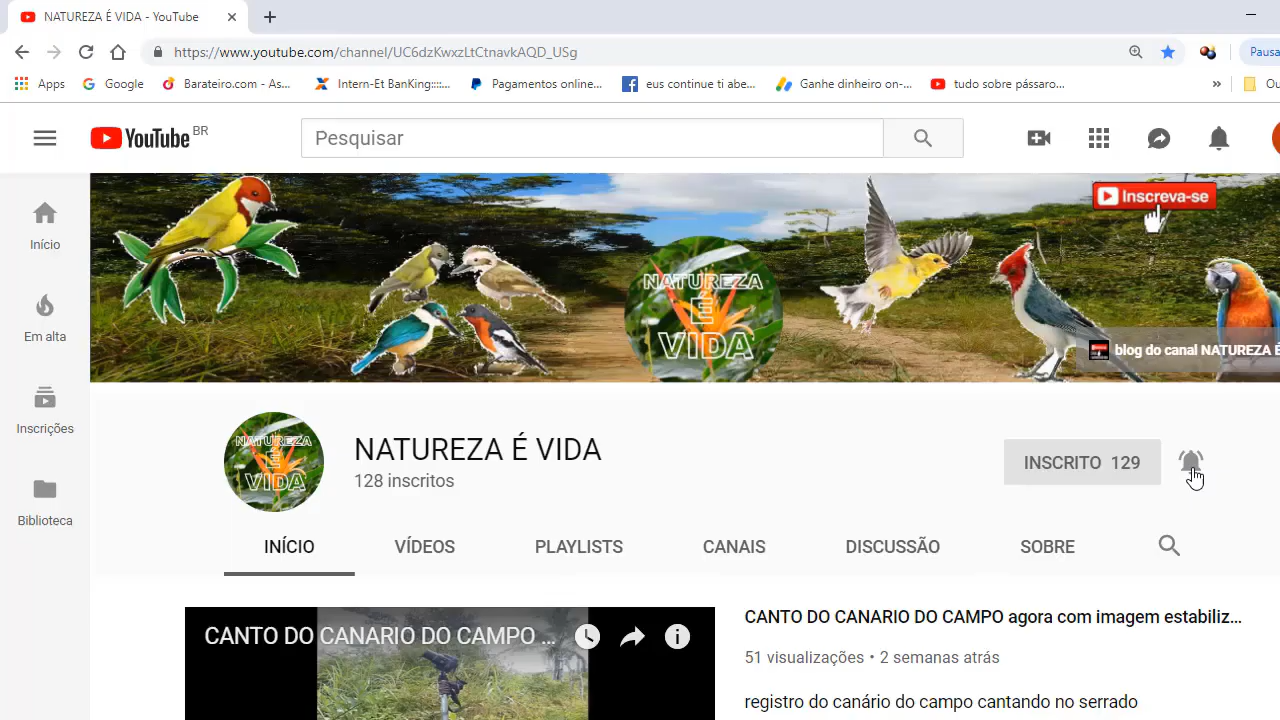 NATUREZA É VIDA - YouTube
https://www.youtube.com/channel/UC6dzKwxzLtCtnavkAQD_USg
Pausa
Apps
Google
Barateiro.com - As...
Intern-Et BanKing::::...
Pagamentos online...
eus continue ti abe...
Ganhe dinheiro on-...
tudo sobre pássaro...
»
Ou
YouTube BR
Pesquisar
Início
Em alta
Inscrições
Biblioteca
Inscreva-se
NATUREZA
É
VIDA
blog do canal NATUREZA É
NATUREZA
É
VIDA
NATUREZA É VIDA
128 inscritos
INSCRITO 129
INÍCIO
VÍDEOS
PLAYLISTS
CANAIS
DISCUSSÃO
SOBRE
CANTO DO CANARIO DO CAMPO ...
CANTO DO CANARIO DO CAMPO agora com imagem estabiliz...
51 visualizações • 2 semanas atrás
registro do canário do campo cantando no serrado